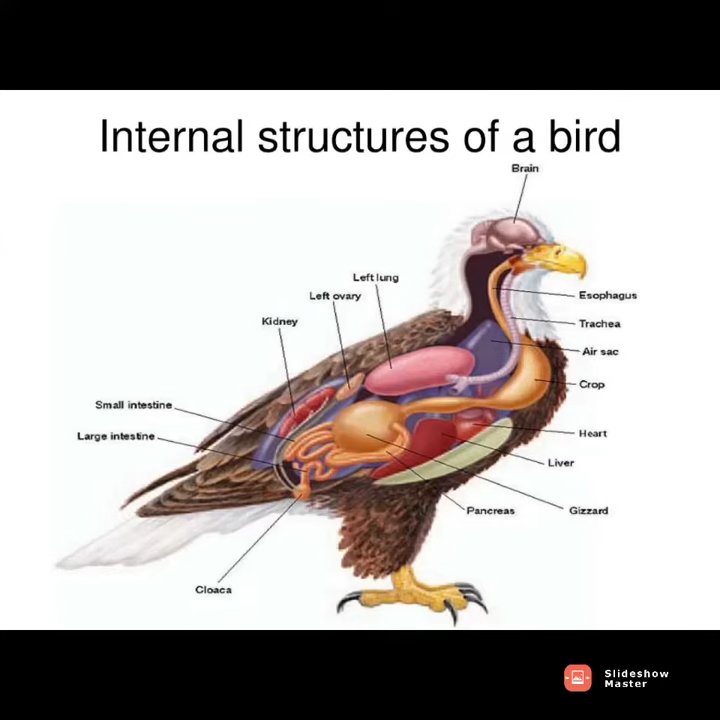 Internal structures of a bird
Brain
Left lung
Left ovary
Kidney
Esophagus
Trachea
Air sac
Crop
Small intestine
Large intestine
Heart
Liver
Pancreas
Gizzard
Cloaca
Slideshow
Master